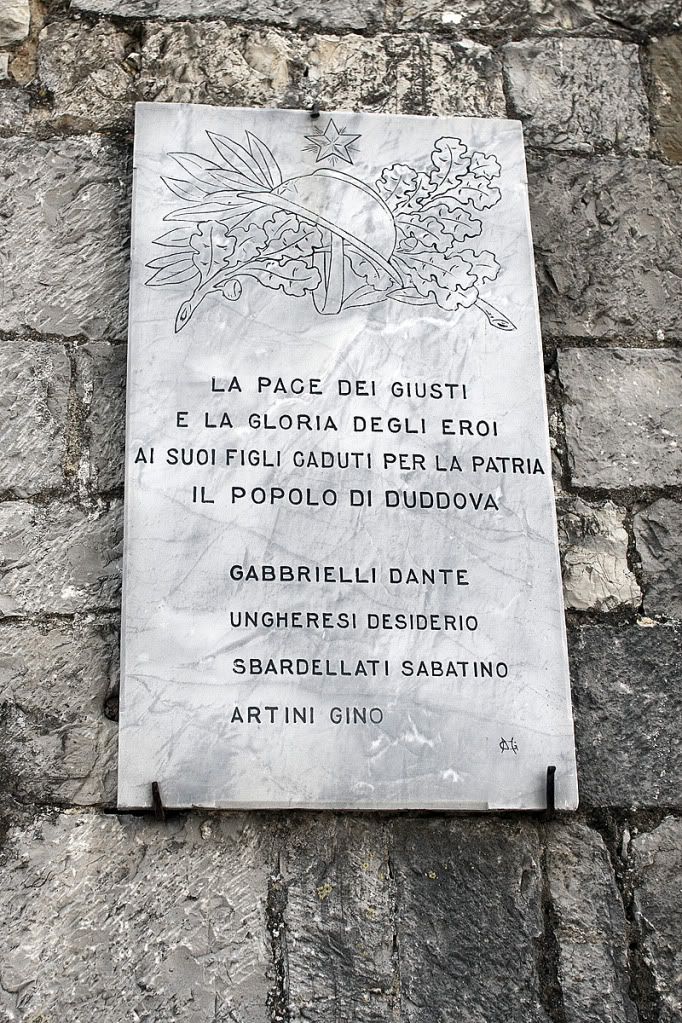 LA PACE DEI GIUSTI
E LA GLORIA DEGLI EROI
AI SUOI FIGLI CADUTI PER LA PATRIA
IL POPOLO DI DUDDOVA
GABBRIELLI DANTE
UNGHERESI DESIDERIO
SBARDELLATI SABATINO
ARTINI GINO